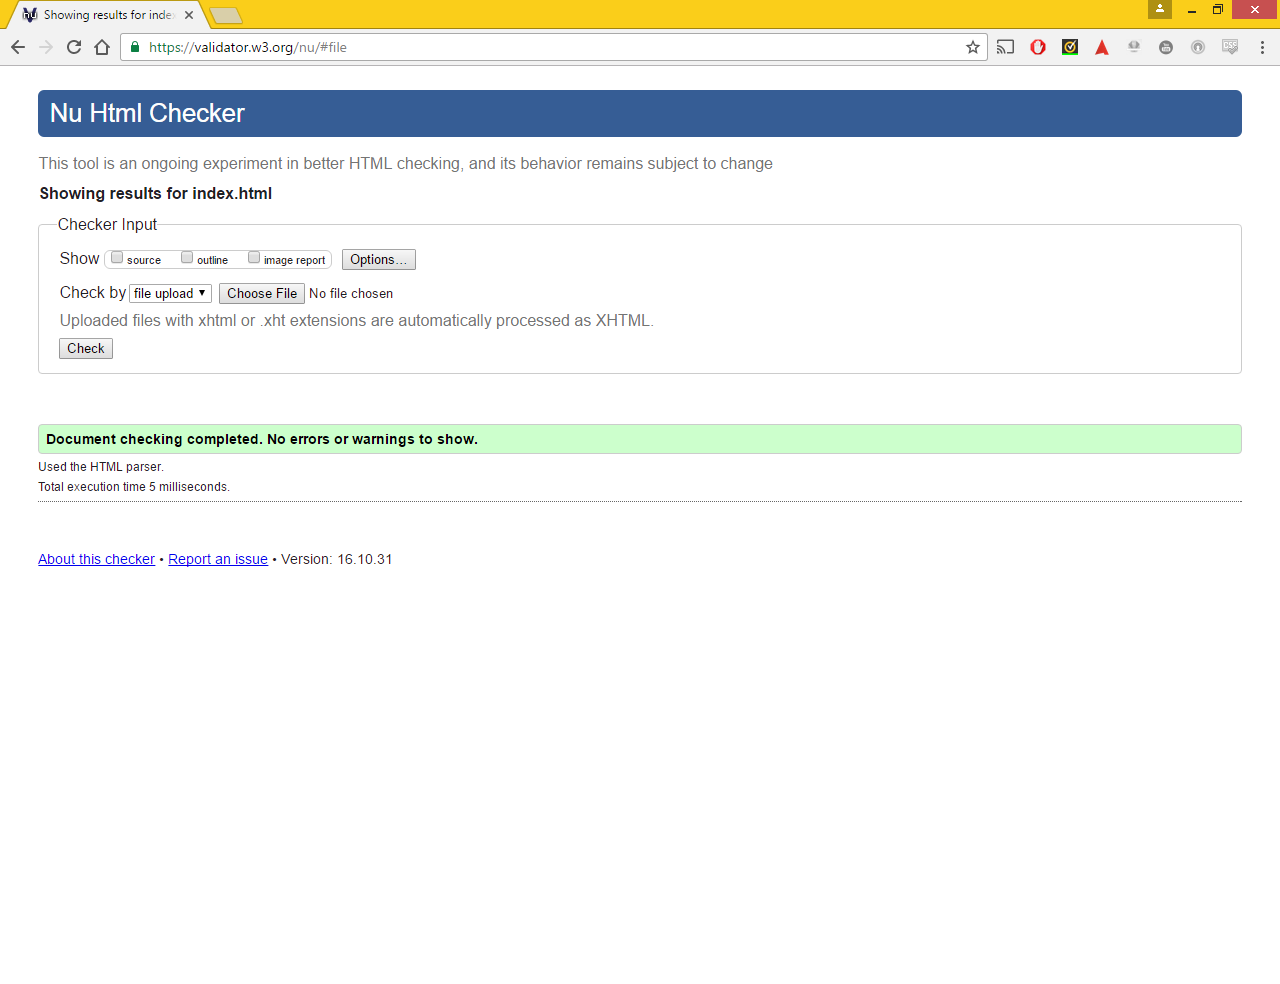 Showing results for inde
https://validator.w3.org/nu/#file
Nu Html Checker
This tool is an ongoing experiment in better HTML checking, and its behavior remains subject to change
Showing results for index.html
Checker Input
Show source outline image report Options...
Check by file upload Choose File No file chosen
Uploaded files with xhtml or .xht extensions are automatically processed as XHTML.
Check
Document checking completed. No errors or warnings to show.
Used the HTML parser.
Total execution time 5 milliseconds.
About this checker • Report an issue • Version: 16.10.31